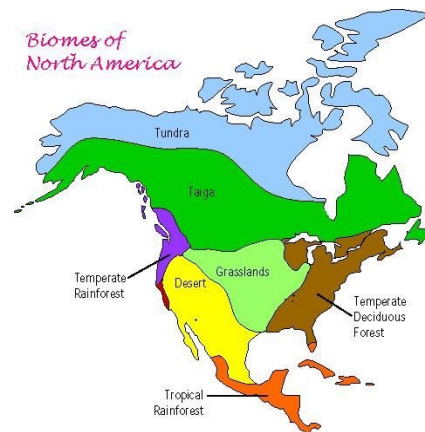 Biomes of
North America
Tundra
Taiga
Grasslands
Temperate
Rainforest
Desert
Temperate
Deciduous
Forest
Tropical
Rainforest